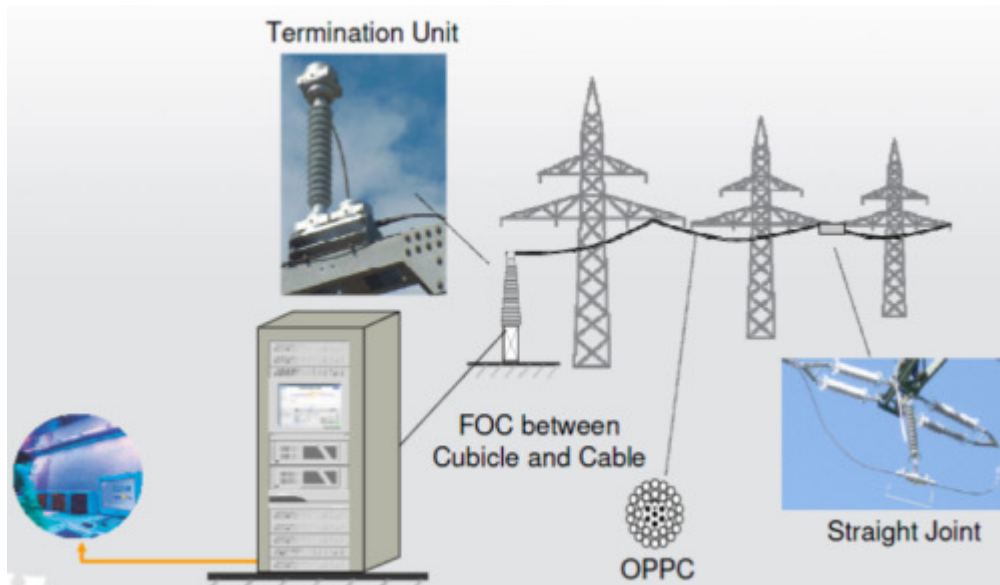 Termination Unit
FOC between
Cubicle and Cable
OPPC
Straight Joint